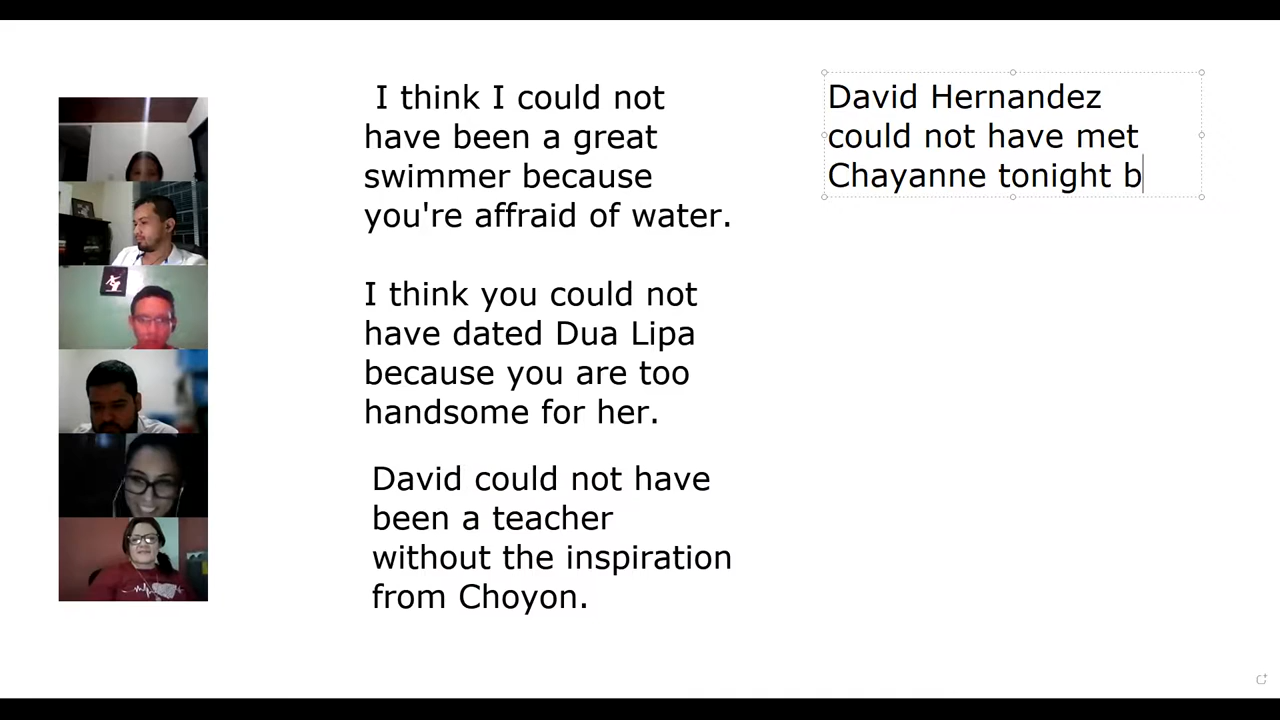 I think I could not
have been a great
swimmer because
you're affraid of water.
I think you could not
have dated Dua Lipa
because you are too
handsome for her.
David could not have
been a teacher
without the inspiration
from Choyon.
David Hernandez
could not have met
Chayanne tonight b